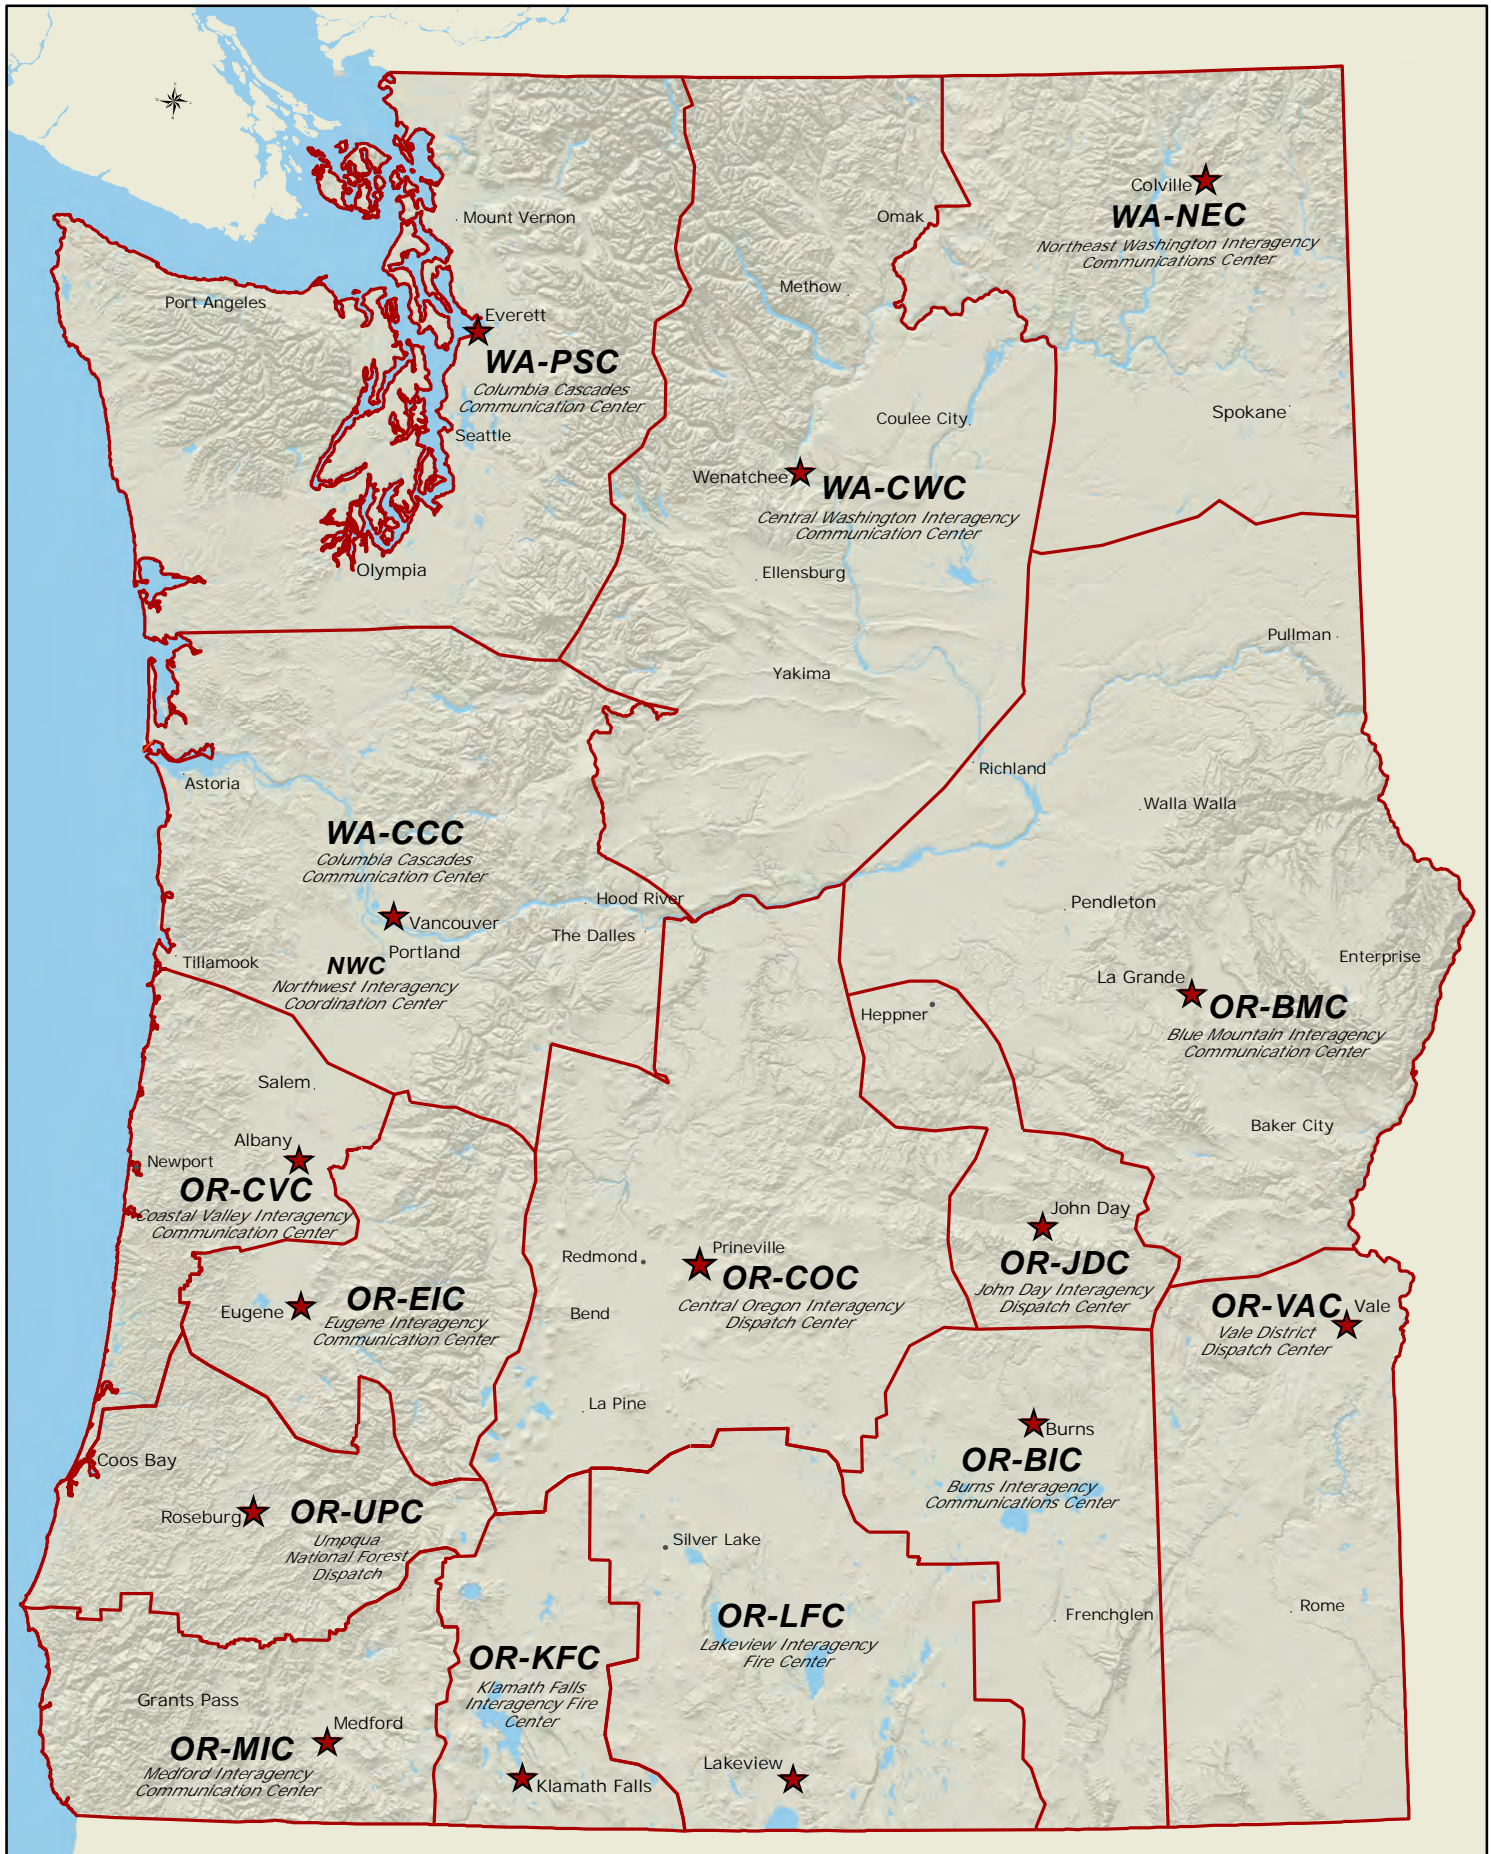 Colville
WA-NEC
Northeast Washington Interagency
Communications Center
Mount Vernon
Omak
Methow
Port Angeles
Everett
WA-PSC
Columbia Cascades
Communication Center
Seattle
Coulee City
Spokane
Wenatchee
WA-CWC
Central Washington Interagency
Communication Center
Olympia
Ellensburg
Pullman
Yakima
Richland
Astoria
Walla Walla
WA-CCC
Columbia Cascades
Communication Center
Hood River
Pendleton
Vancouver
The Dalles
Portland
Tillamook
NWC
Northwest Interagency
Coordination Center
Enterprise
La Grande
OR-BMC
Blue Mountain Interagency
Communication Center
Heppner
Salem
Baker City
Albany
Newport
OR-CVC
Coastal Valley Interagency
Communication Center
John Day
OR-JDC
John Day Interagency
Dispatch Center
Redmond
Prineville
OR-COC
Central Oregon Interagency
Dispatch Center
Bend
Eugene
OR-EIC
Eugene Interagency
Communication Center
OR-VAC
Vale
Vale District
Dispatch Center
La Pine
Burns
OR-BIC
Burns Interagency
Communications Center
Coos Bay
Roseburg
OR-UPC
Umpqua
National Forest
Dispatch
Silver Lake
OR-LFC
Lakeview Interagency
Fire Center
Frenchglen
Rome
OR-KFC
Klamath Falls
Interagency Fire
Center
Grants Pass
Medford
OR-MIC
Medford Interagency
Communication Center
Klamath Falls
Lakeview